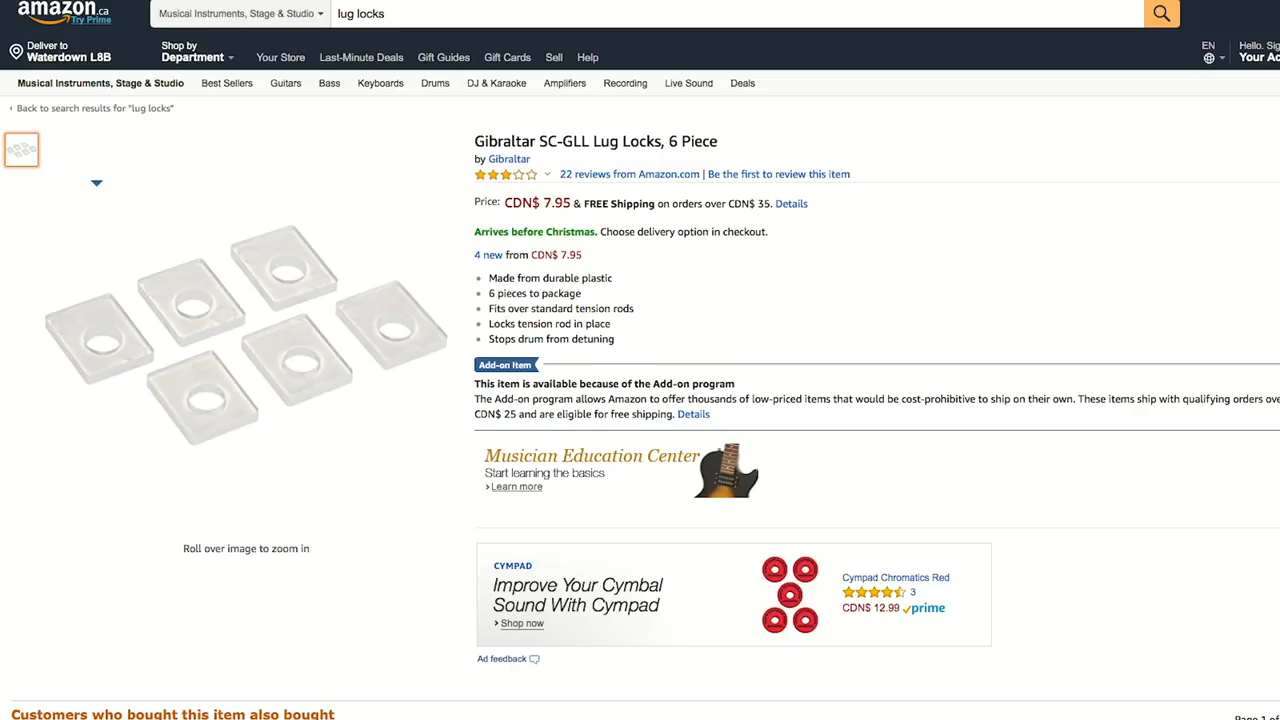 amazon.ca
Try Prime
Musical Instruments, Stage & Studio
lug locks
Deliver to
Waterdown L8B
Shop by
Department
Your Store
Last-Minute Deals
Gift Guides
Gift Cards
Sell
Help
EN
Hello. Sig
Your Ac
Musical Instruments, Stage & Studio
Best Sellers
Guitars
Bass
Keyboards
Drums
DJ & Karaoke
Amplifiers
Recording
Live Sound
Deals
‹ Back to search results for "lug locks"
Gibraltar SC-GLL Lug Locks, 6 Piece
by Gibraltar
22 reviews from Amazon.com | Be the first to review this item
Price: CDN$ 7.95 & FREE Shipping on orders over CDN$ 35. Details
Arrives before Christmas. Choose delivery option in checkout.
4 new from CDN$ 7.95
Made from durable plastic
6 pieces to package
Fits over standard tension rods
Locks tension rod in place
Stops drum from detuning
Add-on Item
This item is available because of the Add-on program
The Add-on program allows Amazon to offer thousands of low-priced items that would be cost-prohibitive to ship on their own. These items ship with qualifying orders ove
CDN$ 25 and are eligible for free shipping. Details
Musician Education Center
Start learning the basics
› Learn more
Roll over image to zoom in
CYMPAD
Improve Your Cymbal
Sound With Cympad
› Shop now
Cympad Chromatics Red
3
CDN$ 12.99 prime
Ad feedback
Customers who bought this item also bought
Page 1 of